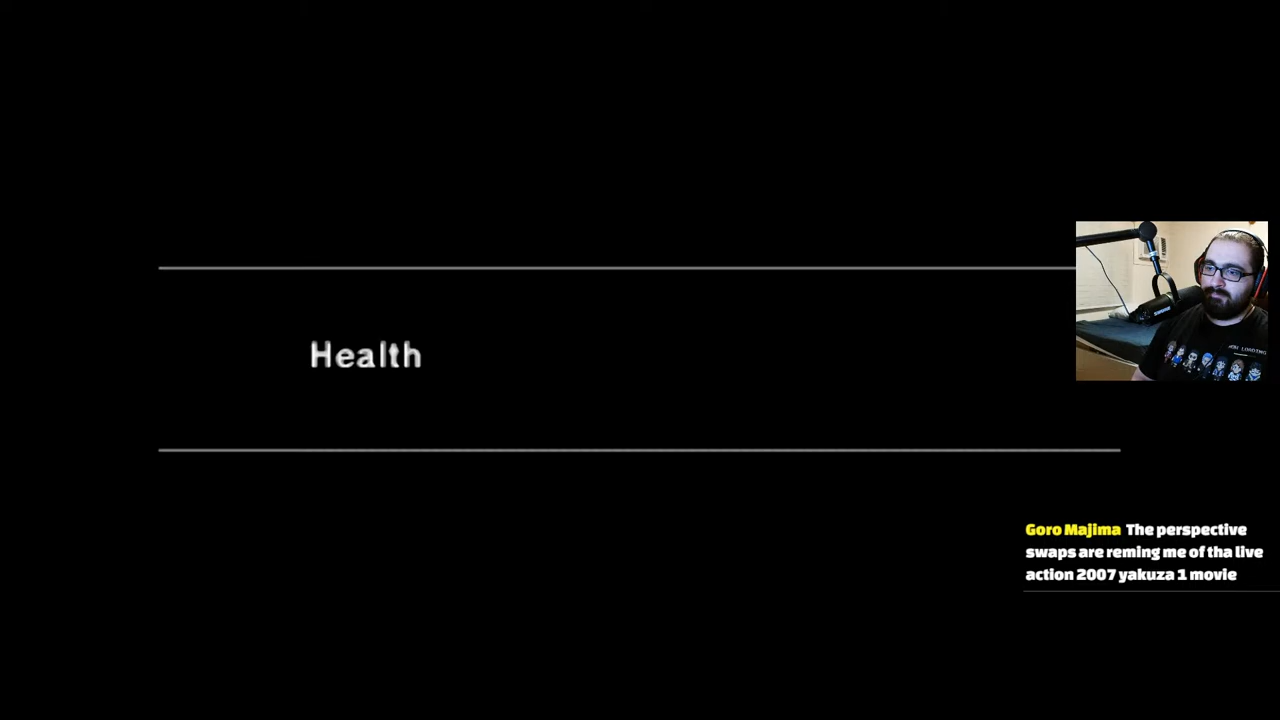 Health
Goro Majima The perspective
swaps are reming me of tha live
action 2007 yakuza 1 movie